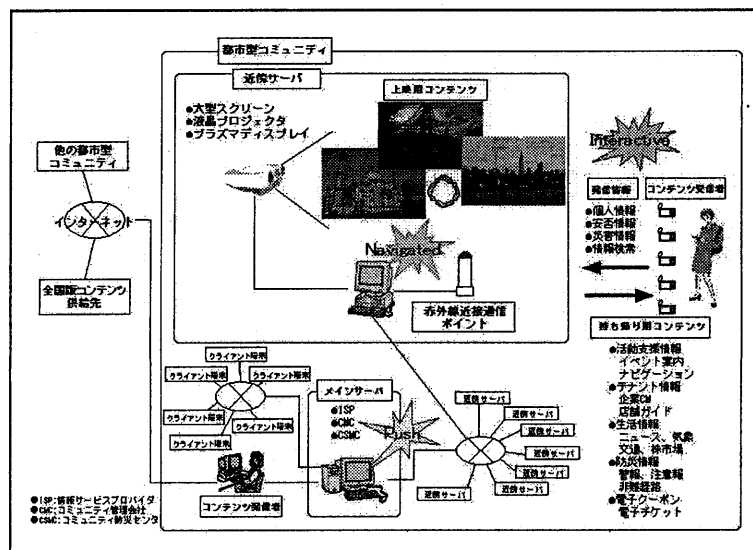 都市型コミュニティ
近傍サーバ
上映用コンテンツ
●大型スクリーン
●液晶プロジェクタ
●プラズマディスプレイ
Interactive
他の都市型
コミュニティ
インターネット
全国版コンテンツ
供給先
発信情報
コンテンツ受信者
●個人情報
●安否情報
●災害情報
●情報検索
Navigated
赤外線近接通信
ポイント
持ち帰り用コンテンツ
●活動支援情報
イベント案内
ナビゲーション
●テナント情報
企業CM
店舗ガイド
●生活情報
ニュース、気象
交通、株市場
●防災情報
警報、注意報
非難経路
●電子クーポン
電子チケット
クライアント端末
クライアント端末
クライアント端末
クライアント端末
クライアント端末
クライアント端末
クライアント端末
メインサーバ
●ISP
●CMC
●CSMC
Push
近傍サーバ
近傍サーバ
近傍サーバ
近傍サーバ
近傍サーバ
近傍サーバ
近傍サーバ
コンテンツ発信者
●ISP:情報サービスプロバイダ
●CMC:コミュニティ管理会社
●CSMC:コミュニティ防災センタ